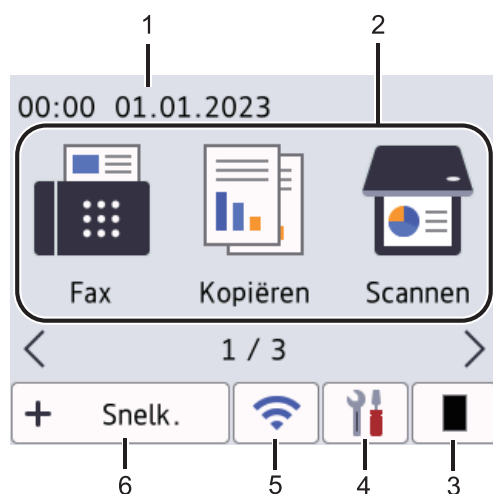 1 2
00:00 01.01.2023
Fax Kopiëren Scannen
1 / 3
+ Snelk.
6 5 4 3